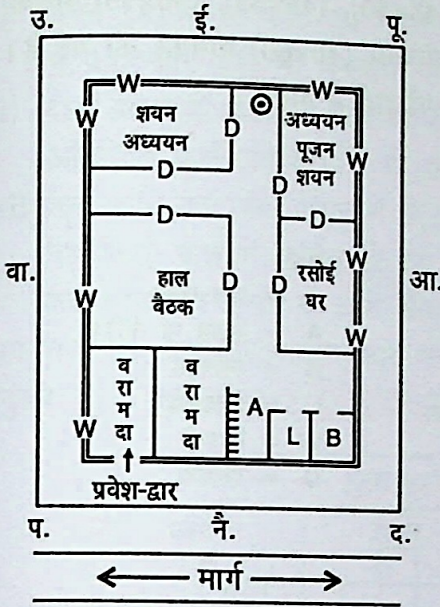 उ. ई. पू.
W W
W शयन अध्ययन
अध्ययन D D पूजन W
शयन
D D
D
वा. W हाल D D रसोई W आ.
बैठक घर
W
व व
रा रा
म म
दा दा
W A L B
प्रवेश-द्वार
प. नै. द.
मार्ग